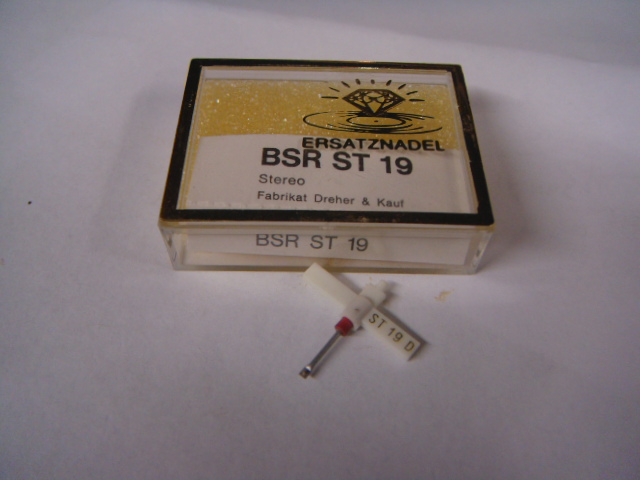 ERSATZNADEL
BSR ST 19
Stereo
Fabrikat Dreher & Kauf
BSR ST 19
ST 19 D